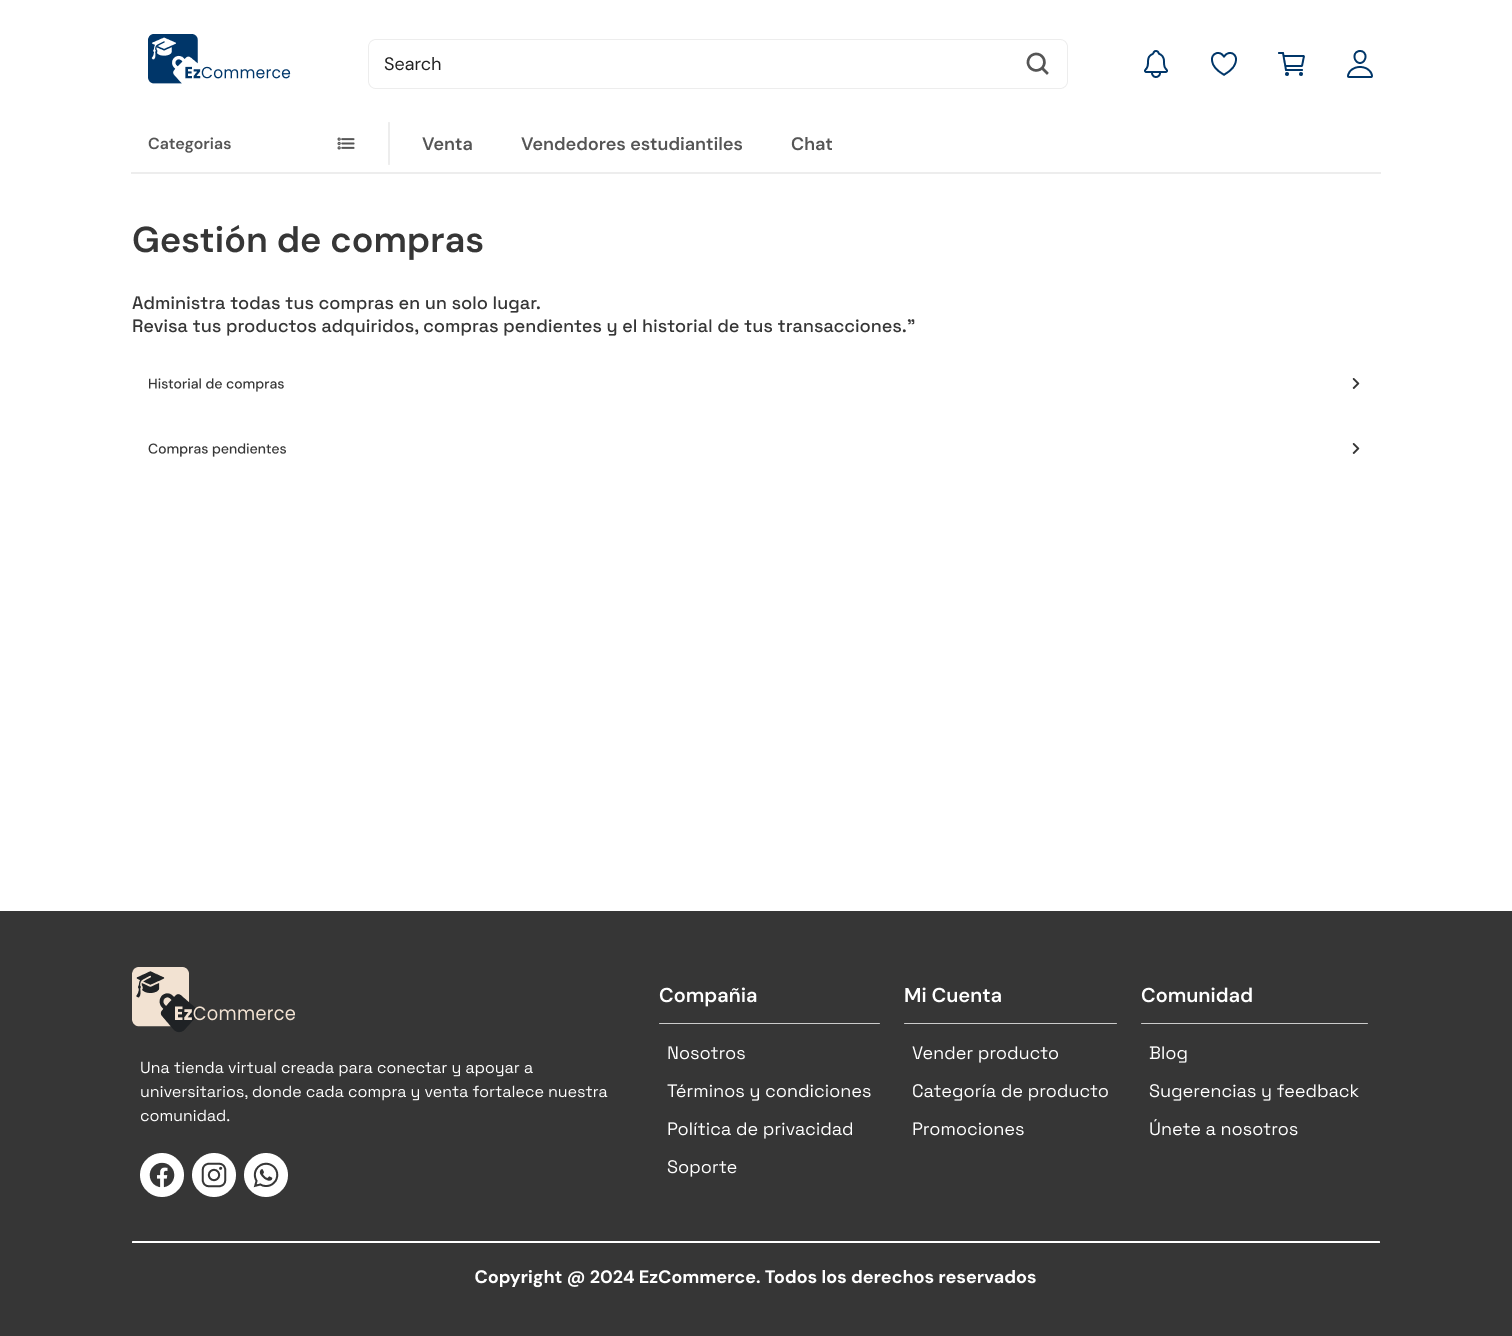 EzCommerce
Search
Categorias
Venta
Vendedores estudiantiles
Chat
Gestión de compras
Administra todas tus compras en un solo lugar.
Revisa tus productos adquiridos, compras pendientes y el historial de tus transacciones.”
Historial de compras
Compras pendientes
EzCommerce
Una tienda virtual creada para conectar y apoyar a
universitarios, donde cada compra y venta fortalece nuestra
comunidad.
Compañia
Nosotros
Términos y condiciones
Política de privacidad
Soporte
Mi Cuenta
Vender producto
Categoría de producto
Promociones
Comunidad
Blog
Sugerencias y feedback
Únete a nosotros
Copyright @ 2024 EzCommerce. Todos los derechos reservados